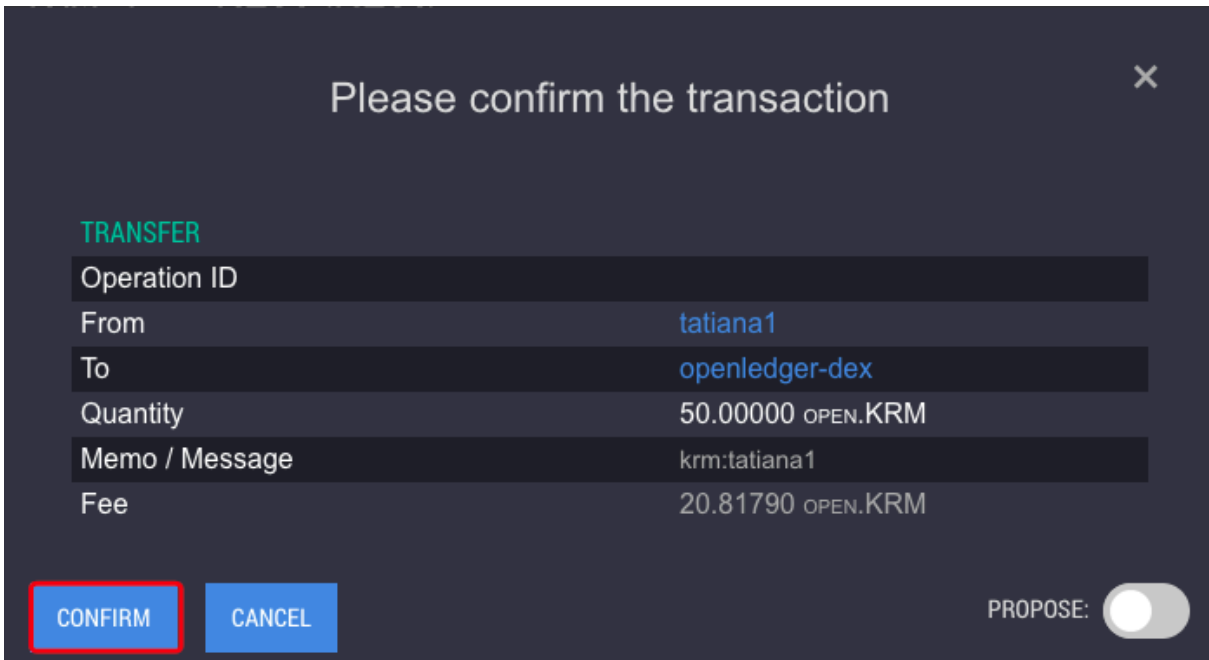 Please confirm the transaction
×
TRANSFER
Operation ID
From tatiana1
To openledger-dex
Quantity 50.00000 OPEN.KRM
Memo / Message krm:tatiana1
Fee 20.81790 OPEN.KRM
CONFIRM CANCEL PROPOSE: